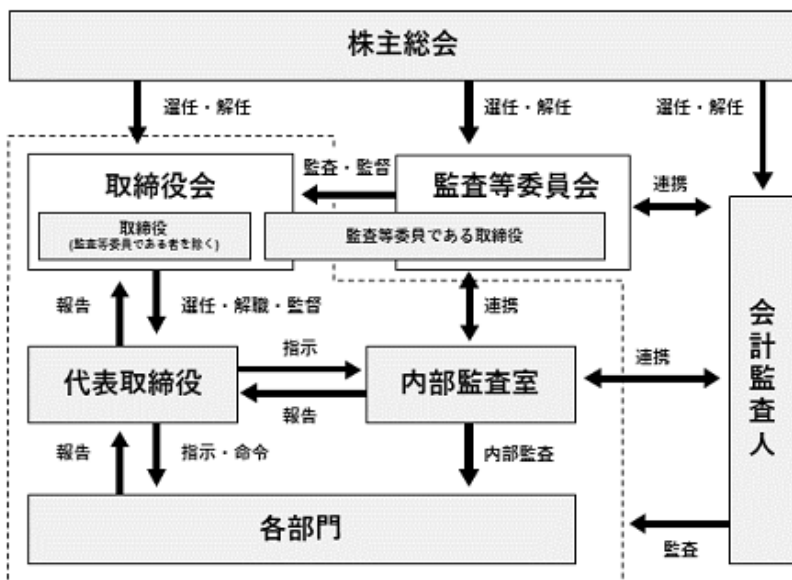 株主総会
選任・解任
選任・解任
選任・解任
取締役会
監査・監督
監査等委員会
連携
取締役
(監査等委員である者を除く)
監査等委員である取締役
報告
選任・解職・監督
連携
代表取締役
指示
報告
内部監査室
連携
会計監査人
報告
指示・命令
内部監査
各部門
監査